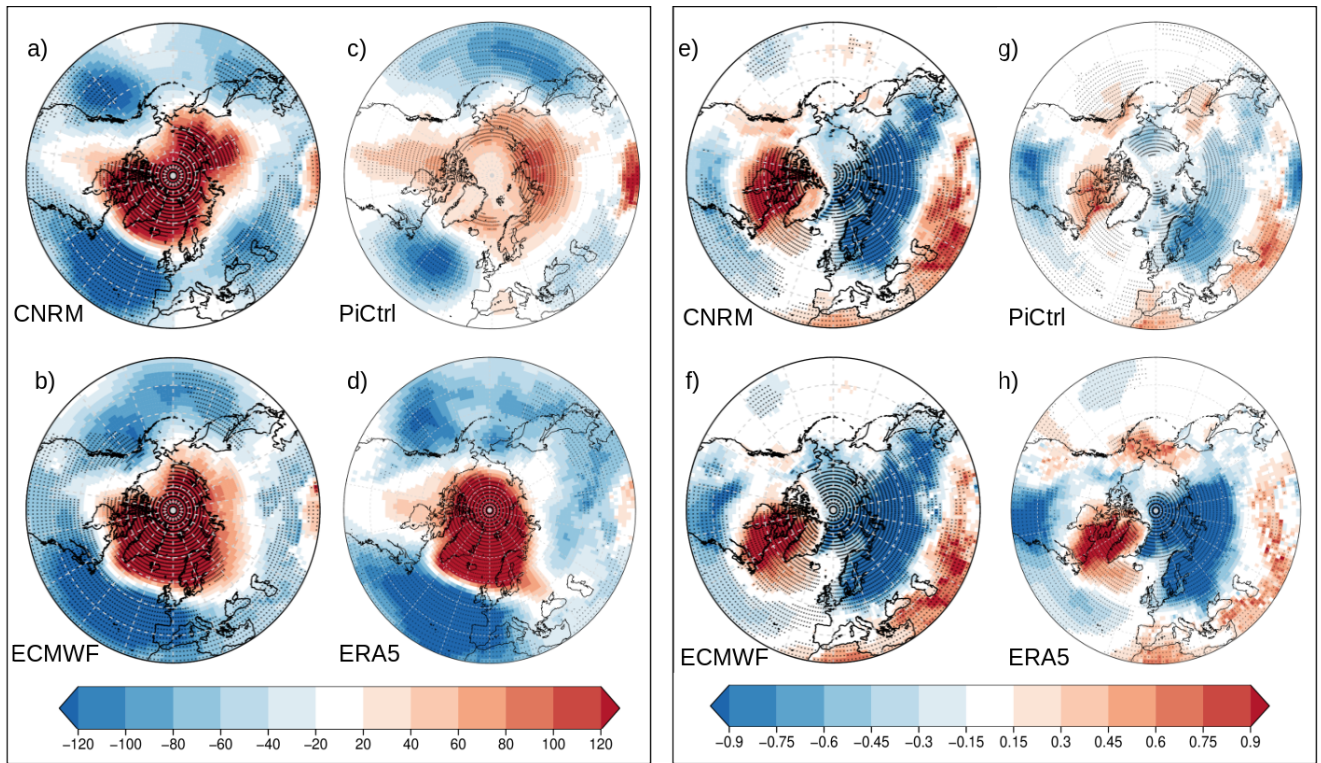 a)
c)
CNRM
PiCtrl
b)
d)
ECMWF
ERA5
−120 −100 −80 −60 −40 −20 20 40 60 80 100 120
e)
g)
CNRM
PiCtrl
f)
h)
ECMWF
ERA5
−0.9 −0.75 −0.6 −0.45 −0.3 −0.15 0.15 0.3 0.45 0.6 0.75 0.9